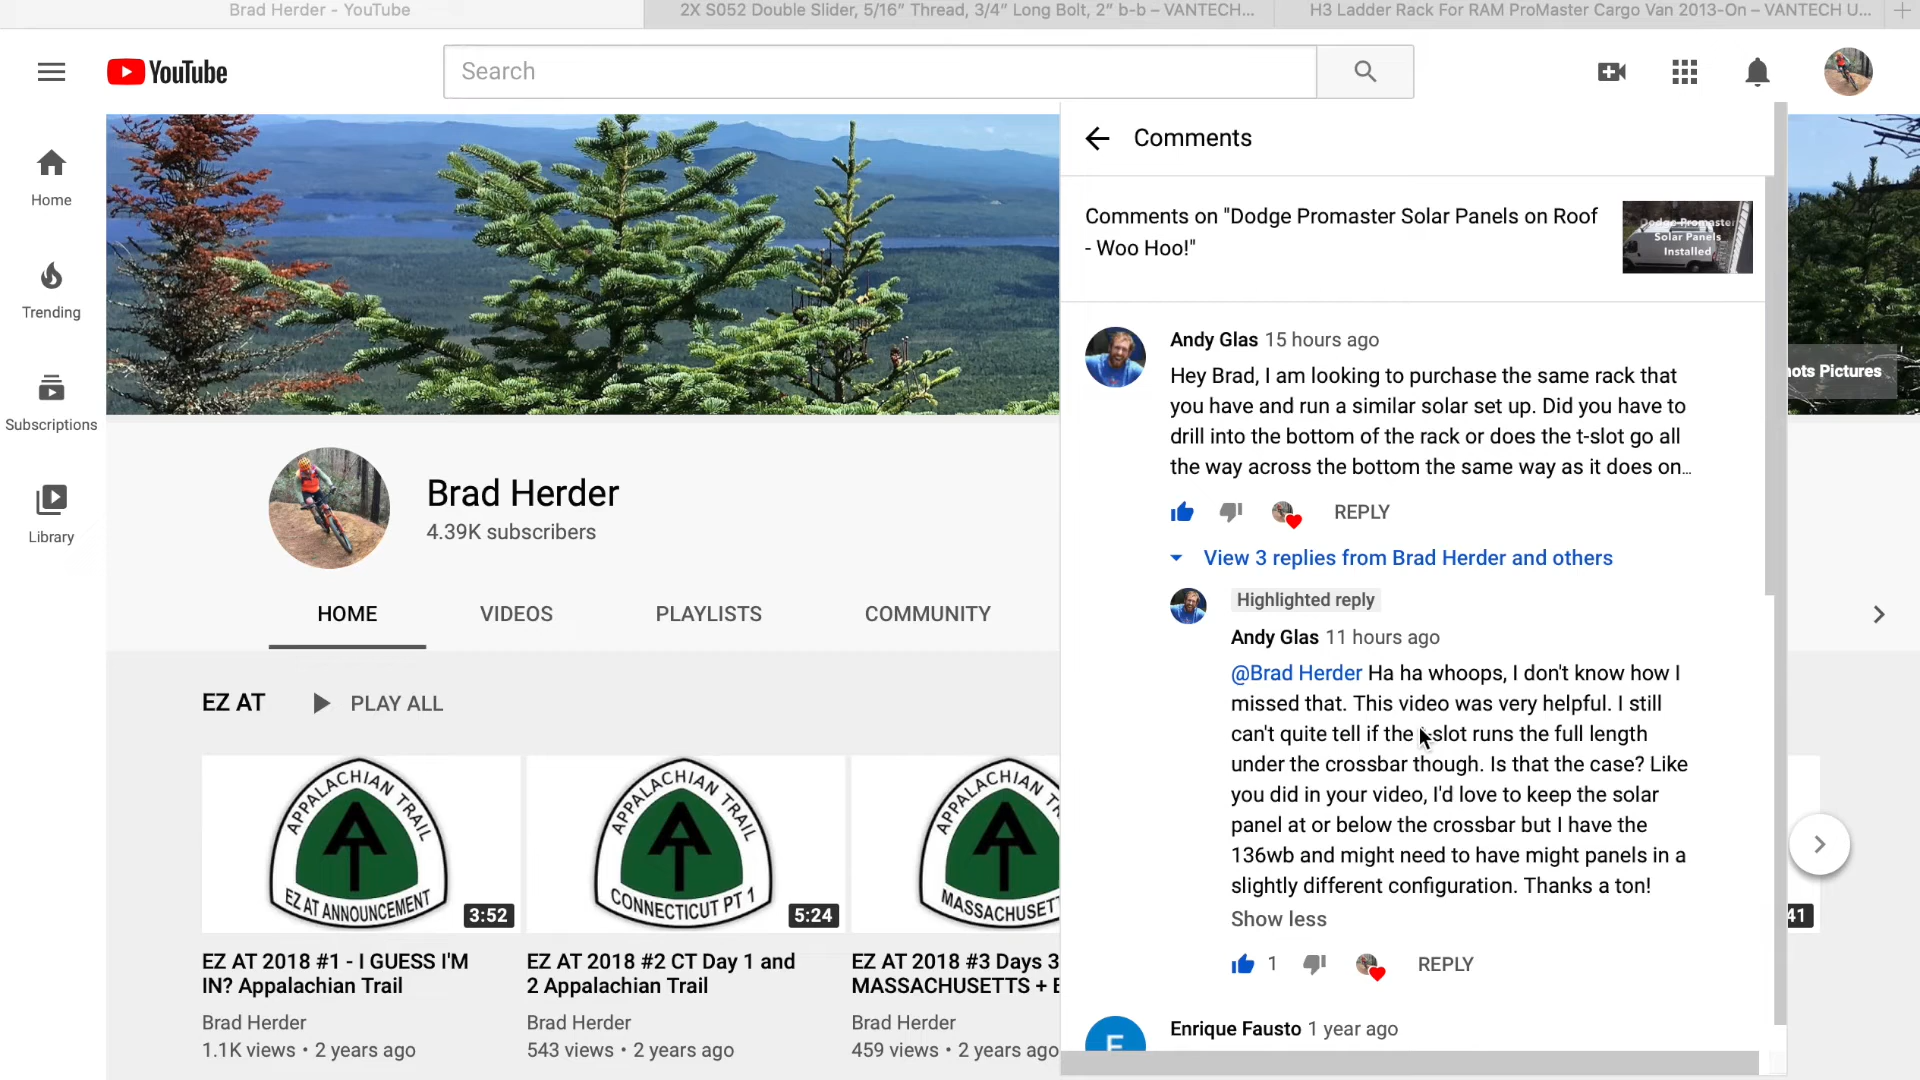 Brad Herder - YouTube
2X S052 Double Slider, 5/16” Thread, 3/4” Long Bolt, 2” b-b – VANTECH...
H3 Ladder Rack For RAM ProMaster Cargo Van 2013-On – VANTECH U...
YouTube
Search
Home
Trending
Subscriptions
Library
Comments
Comments on "Dodge Promaster Solar Panels on Roof
- Woo Hoo!"
Dodge Promaster
Solar Panels
Installed
Andy Glas 15 hours ago
Hey Brad, I am looking to purchase the same rack that
you have and run a similar solar set up. Did you have to
drill into the bottom of the rack or does the t-slot go all
the way across the bottom the same way as it does on...
REPLY
View 3 replies from Brad Herder and others
Highlighted reply
Andy Glas 11 hours ago
@Brad Herder Ha ha whoops, I don't know how I
missed that. This video was very helpful. I still
can't quite tell if the t-slot runs the full length
under the crossbar though. Is that the case? Like
you did in your video, I'd love to keep the solar
panel at or below the crossbar but I have the
136wb and might need to have might panels in a
slightly different configuration. Thanks a ton!
Show less
1 REPLY
E
Enrique Fausto 1 year ago
ots Pictures
Brad Herder
4.39K subscribers
HOME VIDEOS PLAYLISTS COMMUNITY
EZ AT PLAY ALL
APPALACHIAN TRAIL
AT
EZ AT ANNOUNCEMENT
3:52
APPALACHIAN TRAIL
AT
CONNECTICUT PT 1
5:24
APPALACHIAN T
AT
MASSACHUSET
41
EZ AT 2018 #1 - I GUESS I'M
IN? Appalachian Trail
Brad Herder
1.1K views • 2 years ago
EZ AT 2018 #2 CT Day 1 and
2 Appalachian Trail
Brad Herder
543 views • 2 years ago
EZ AT 2018 #3 Days 3
MASSACHUSETTS + E
Brad Herder
459 views • 2 years ago